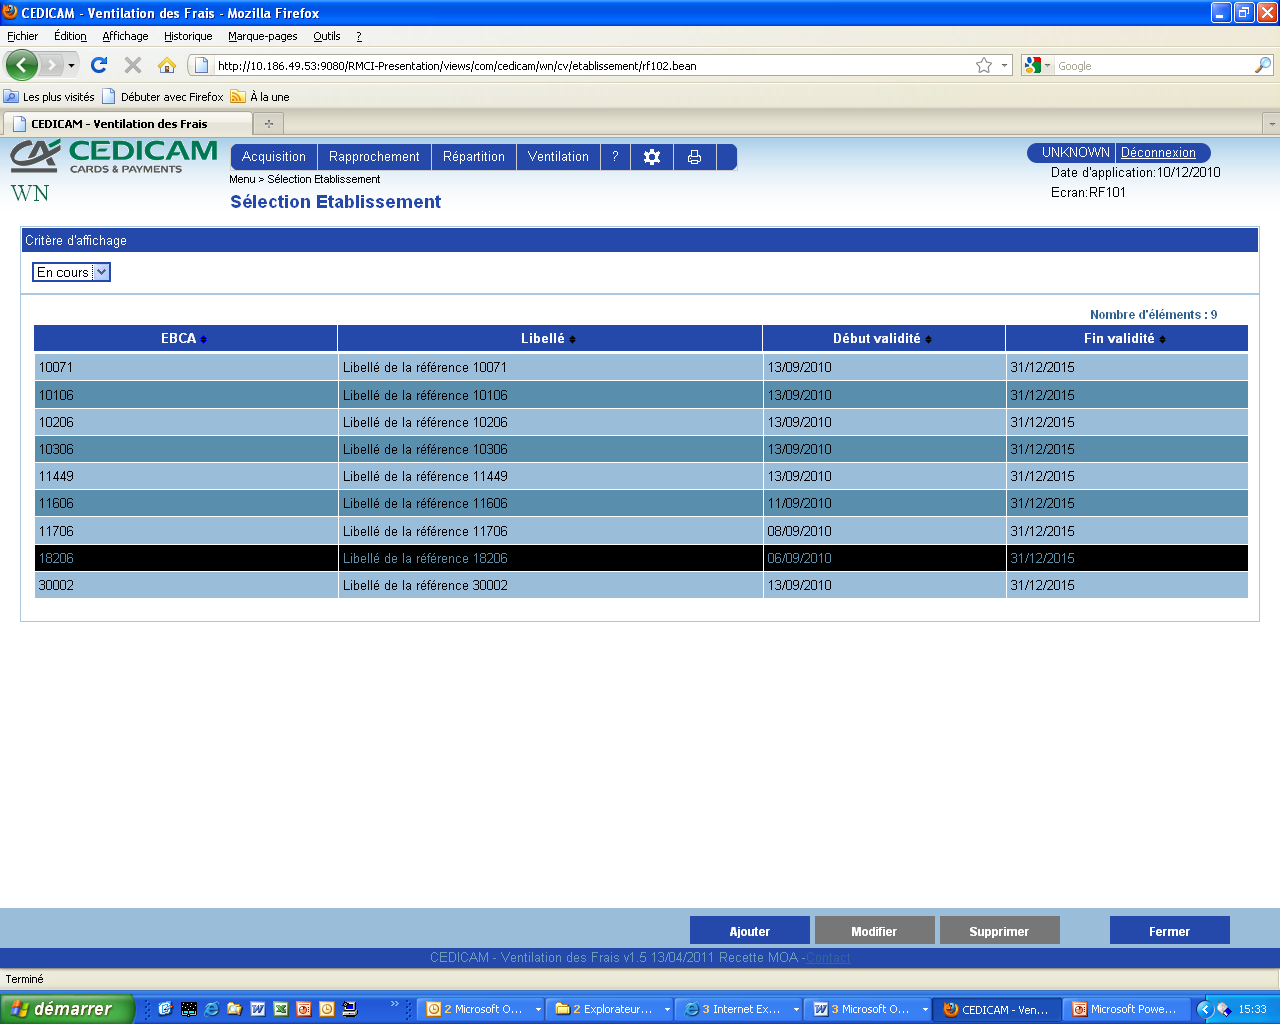 CEDICAM - Ventilation des Frais - Mozilla Firefox
Fichier Édition Affichage Historique Marque-pages Outils ?
http://10.186.49.53:9080/RMCI-Presentation/views/com/cedicam/wn/cv/etablissement/rf102.bean Google
Les plus visités Débuter avec Firefox À la une
CEDICAM - Ventilation des Frais
CA CEDICAM
CARDS & PAYMENTS
WN
Acquisition Rapprochement Répartition Ventilation ?
UNKNOWN Déconnexion
Date d'application:10/12/2010
Ecran:RF101
Menu > Sélection Etablissement
Sélection Etablissement
Critère d'affichage
En cours
Nombre d'éléments : 9
EBCA Libellé Début validité Fin validité
10071 Libellé de la référence 10071 13/09/2010 31/12/2015
10106 Libellé de la référence 10106 13/09/2010 31/12/2015
10206 Libellé de la référence 10206 13/09/2010 31/12/2015
10306 Libellé de la référence 10306 13/09/2010 31/12/2015
11449 Libellé de la référence 11449 13/09/2010 31/12/2015
11606 Libellé de la référence 11606 11/09/2010 31/12/2015
11706 Libellé de la référence 11706 08/09/2010 31/12/2015
18206 Libellé de la référence 18206 06/09/2010 31/12/2015
30002 Libellé de la référence 30002 13/09/2010 31/12/2015
Ajouter Modifier Supprimer Fermer
CEDICAM - Ventilation des Frais v1.5 13/04/2011 Recette MOA -Contact
Terminé
démarrer 2 Microsoft O... 2 Explorateur... 3 Internet Ex... 3 Microsoft O... CEDICAM - Ven... Microsoft Powe... 15:33